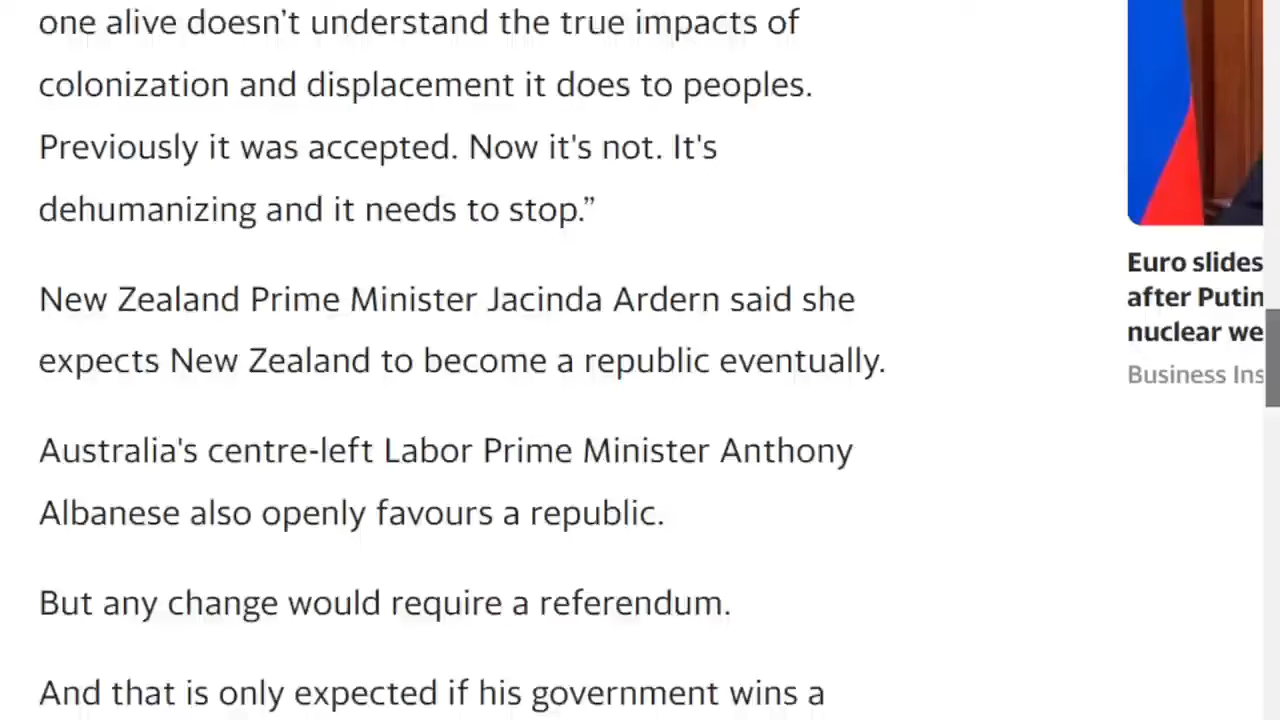 one alive doesn’t understand the true impacts of
colonization and displacement it does to peoples.
Previously it was accepted. Now it's not. It's
dehumanizing and it needs to stop.”
New Zealand Prime Minister Jacinda Ardern said she
expects New Zealand to become a republic eventually.
Australia's centre-left Labor Prime Minister Anthony
Albanese also openly favours a republic.
But any change would require a referendum.
And that is only expected if his government wins a
Euro slides
after Putin
nuclear we
Business Ins